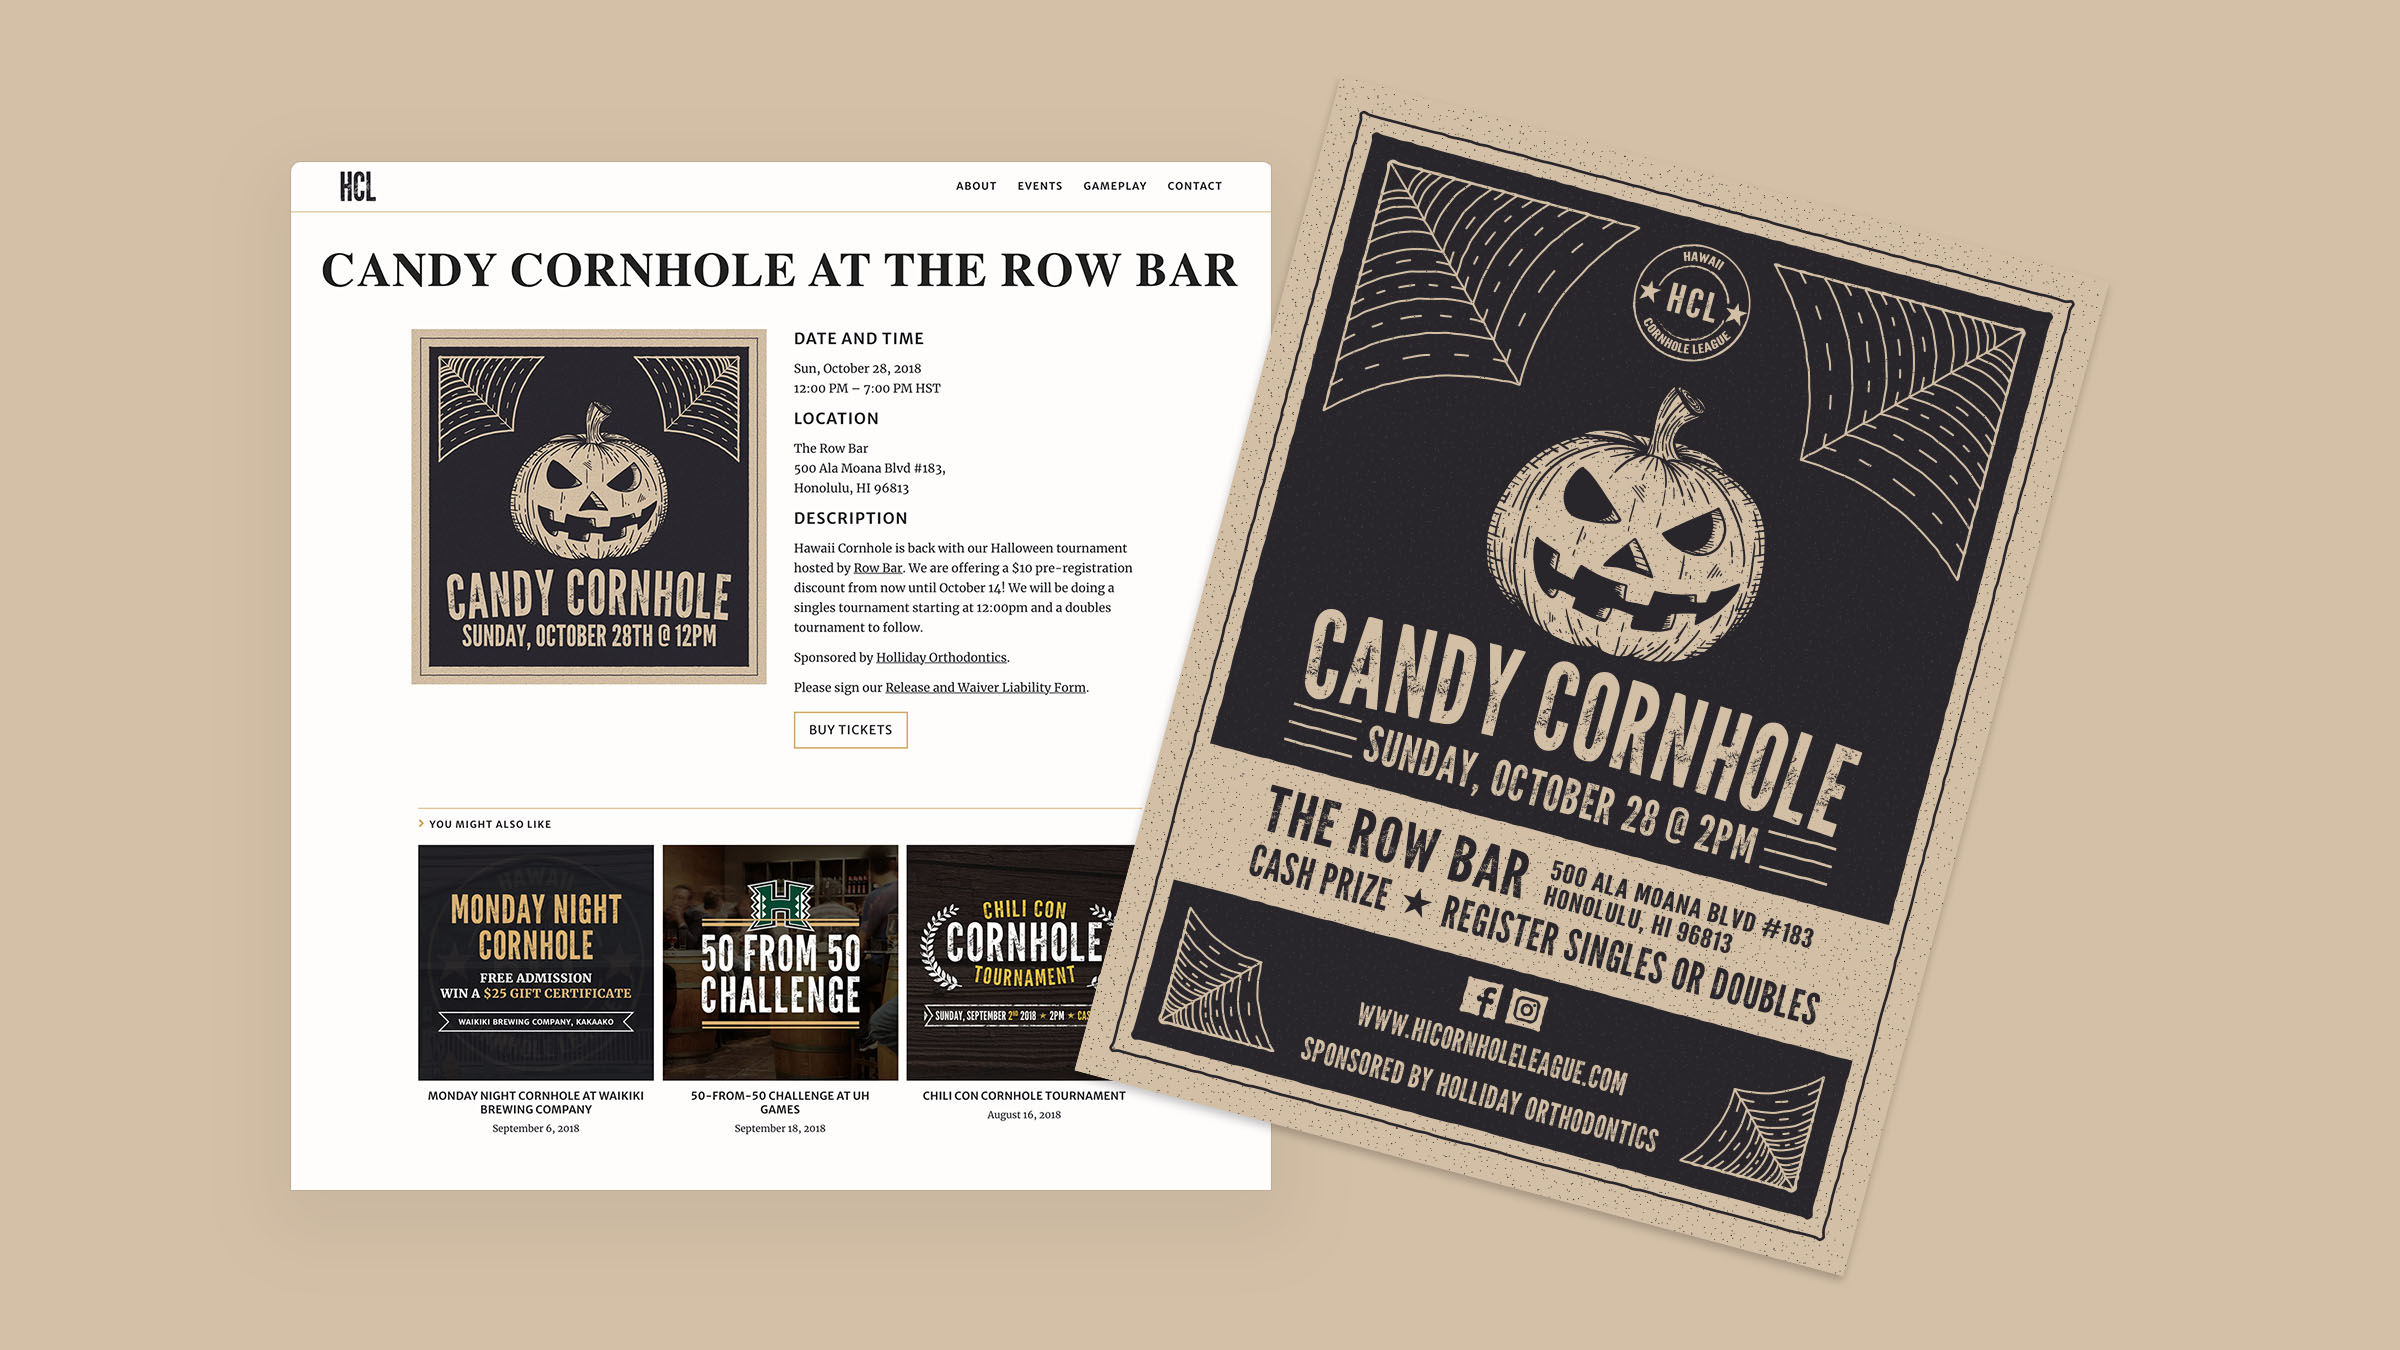 HCL
ABOUT EVENTS GAMEPLAY CONTACT
CANDY CORNHOLE AT THE ROW BAR
CANDY CORNHOLE
SUNDAY, OCTOBER 28TH @ 12PM
DATE AND TIME
Sun, October 28, 2018
12:00 PM – 7:00 PM HST
LOCATION
The Row Bar
500 Ala Moana Blvd #183,
Honolulu, HI 96813
DESCRIPTION
Hawaii Cornhole is back with our Halloween tournament
hosted by Row Bar. We are offering a $10 pre-registration
discount from now until October 14! We will be doing a
singles tournament starting at 12:00pm and a doubles
tournament to follow.
Sponsored by Holliday Orthodontics.
Please sign our Release and Waiver Liability Form.
BUY TICKETS
YOU MIGHT ALSO LIKE
MONDAY NIGHT
CORNHOLE
FREE ADMISSION
WIN A $25 GIFT CERTIFICATE
WAIKIKI BREWING COMPANY, KAKAAKO
MONDAY NIGHT CORNHOLE AT WAIKIKI
BREWING COMPANY
September 6, 2018
H
50 FROM 50
CHALLENGE
50-FROM-50 CHALLENGE AT UH
GAMES
September 18, 2018
CHILI CON
CORNHOLE
TOURNAMENT
SUNDAY, SEPTEMBER 2ND 2018 ★ 2PM ★
CHILI CON CORNHOLE TOURNAMENT
August 16, 2018
HAWAII
HCL
CORNHOLE LEAGUE
CANDY CORNHOLE
SUNDAY, OCTOBER 28 @ 2PM
THE ROW BAR
500 ALA MOANA BLVD #183
HONOLULU, HI 96813
CASH PRIZE ★ REGISTER SINGLES OR DOUBLES
WWW.HICORNHOLELEAGUE.COM
SPONSORED BY HOLLIDAY ORTHODONTICS